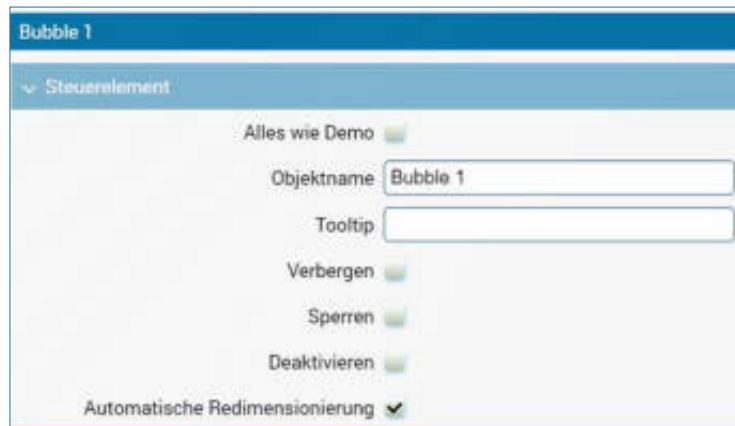 Bubble 1
Steuerelement
Alles wie Demo
Objektname Bubble 1
Tooltip
Verbergen
Sperren
Deaktivieren
Automatische Redimensionierung